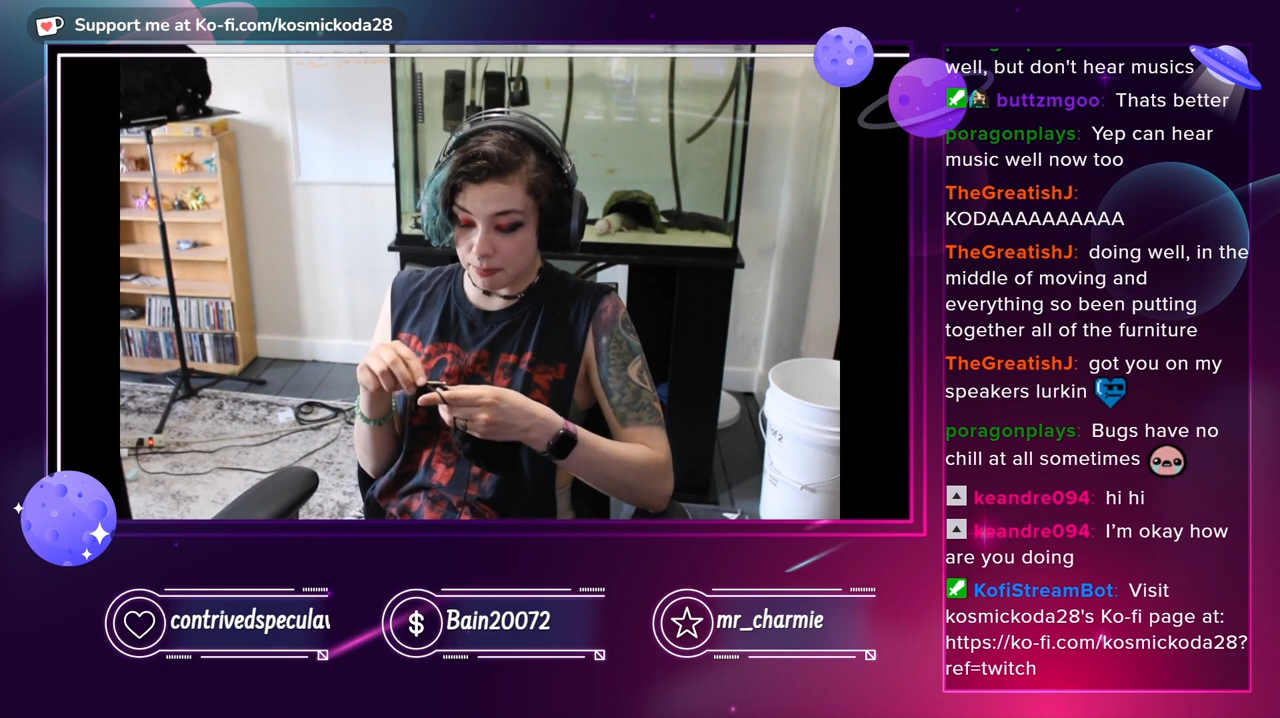 Support me at Ko-fi.com/kosmickoda28
well, but don't hear musics
buttzmgoo: Thats better
poragonplays: Yep can hear
music well now too
TheGreatishJ:
KODAAAAAAAAAA
TheGreatishJ: doing well, in the
middle of moving and
everything so been putting
together all of the furniture
TheGreatishJ: got you on my
speakers lurkin
poragonplays: Bugs have no
chill at all sometimes
keandre094: hi hi
keandre094: I'm okay how
are you doing
KofiStreamBot: Visit
kosmickoda28's Ko-fi page at:
https://ko-fi.com/kosmickoda28?
ref=twitch
Bain20072
mr_charmie